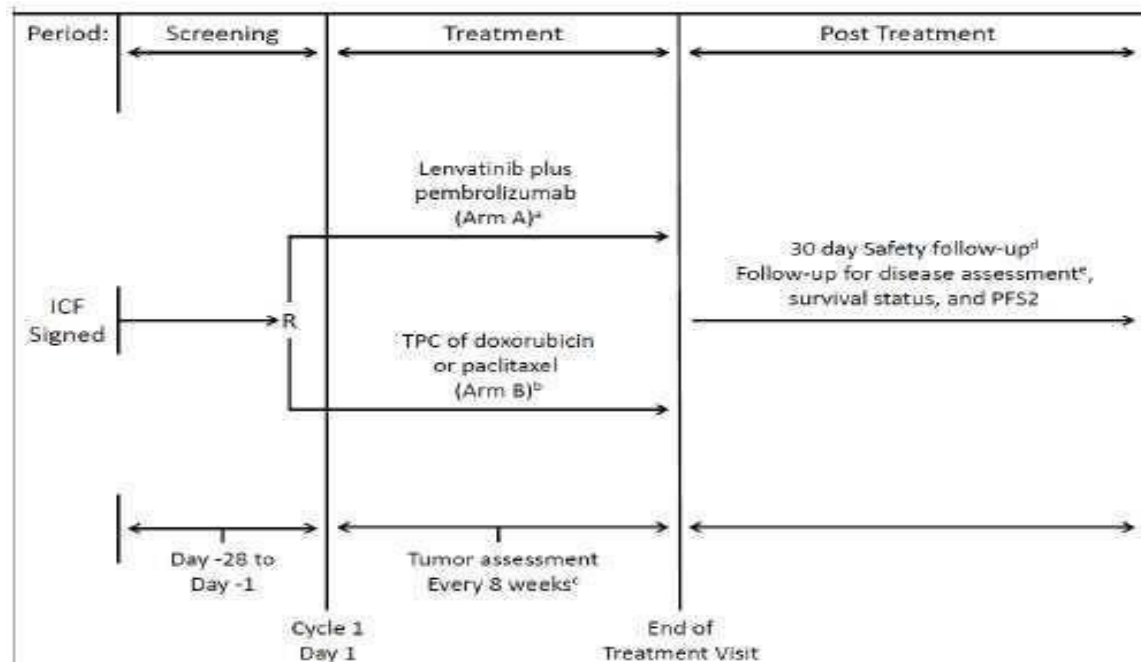 Period:
Screening
Treatment
Post Treatment
Lenvatinib plus
pembrolizumab
(Arm A)ᵃ
ICF
Signed
R
TPC of doxorubicin
or paclitaxel
(Arm B)ᵇ
30 day Safety follow-upᵈ
Follow-up for disease assessmentᵉ,
survival status, and PFS2
Day -28 to
Day -1
Tumor assessment
Every 8 weeksᶜ
Cycle 1
Day 1
End of
Treatment Visit